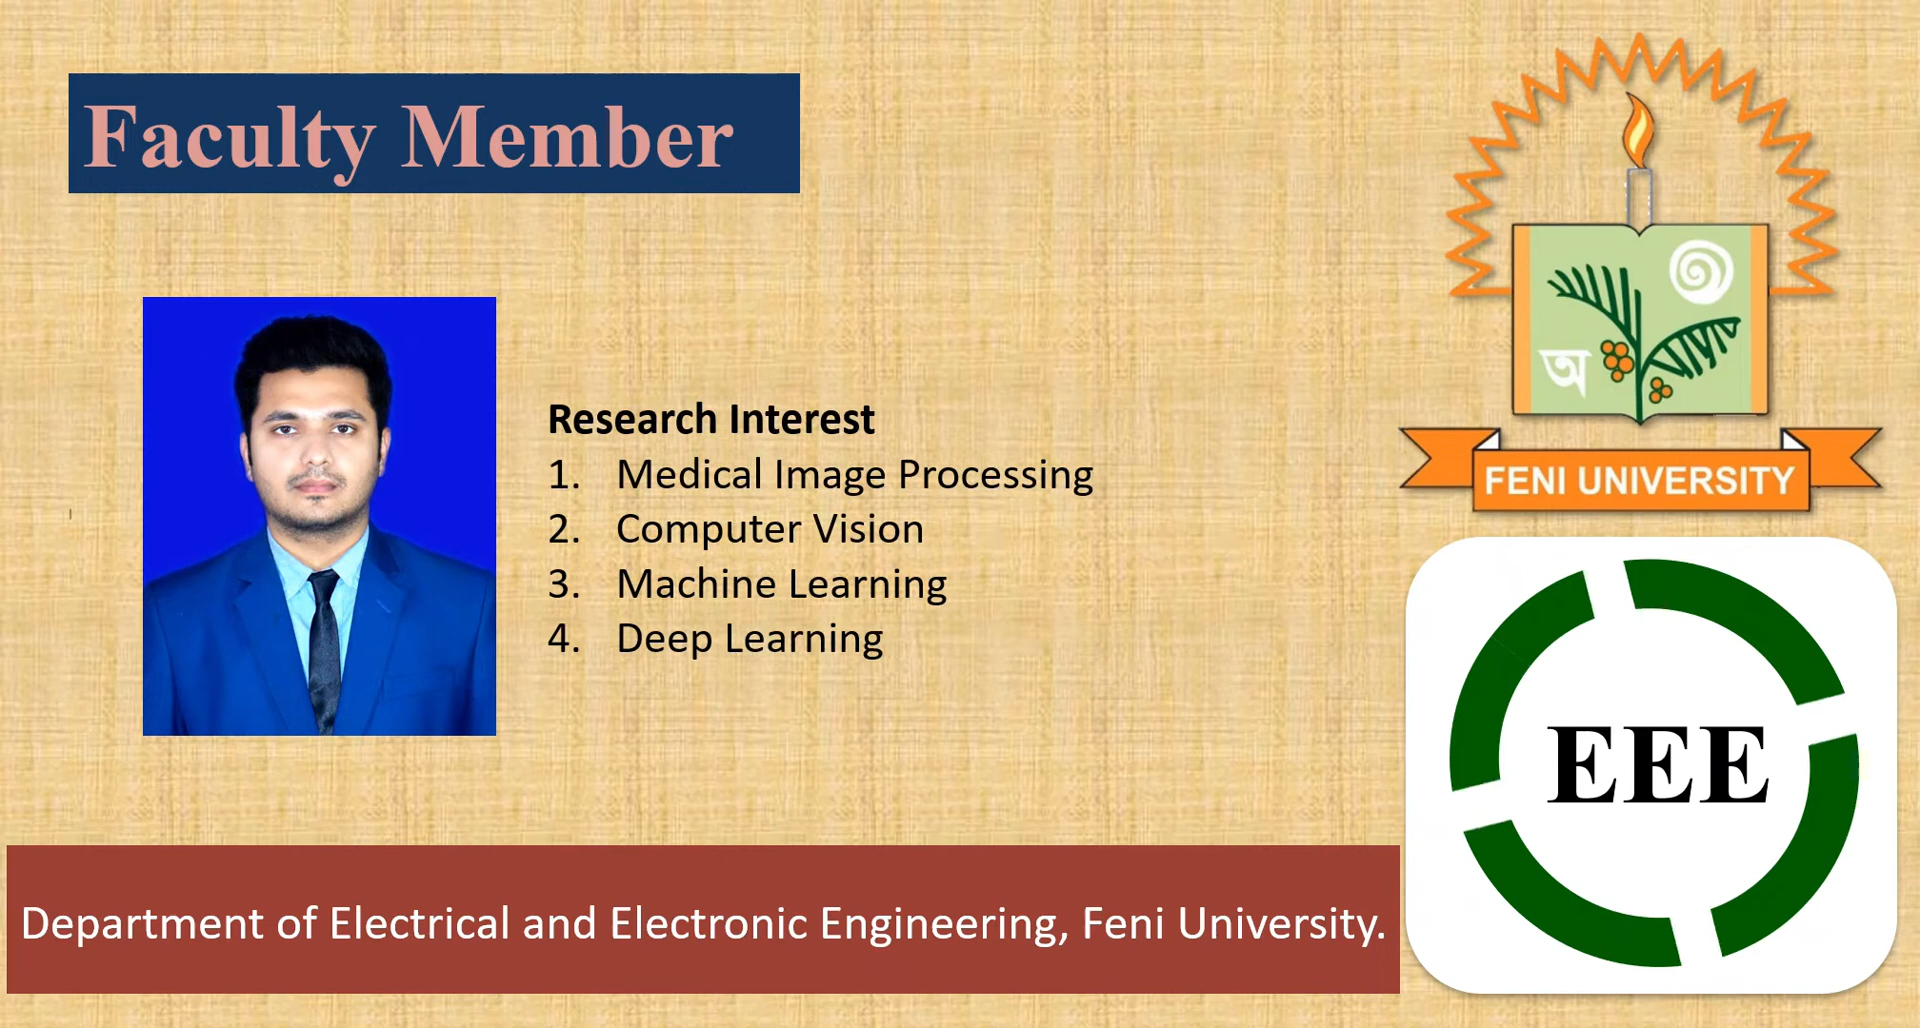 Faculty Member
Research Interest
1. Medical Image Processing
2. Computer Vision
3. Machine Learning
4. Deep Learning
অ
FENI UNIVERSITY
EEE
Department of Electrical and Electronic Engineering, Feni University.